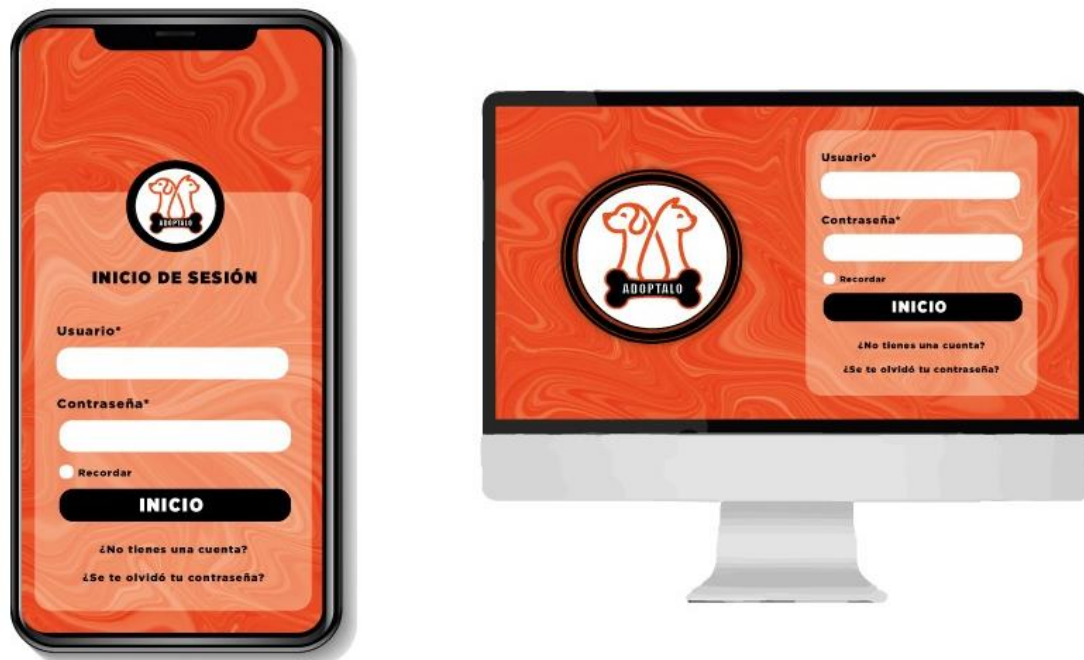 ADOPTALO
INICIO DE SESIÓN
Usuario*
Contraseña*
Recordar
INICIO
¿No tienes una cuenta?
¿Se te olvidó tu contraseña?
ADOPTALO
Usuario*
Contraseña*
Recordar
INICIO
¿No tienes una cuenta?
¿Se te olvidó tu contraseña?